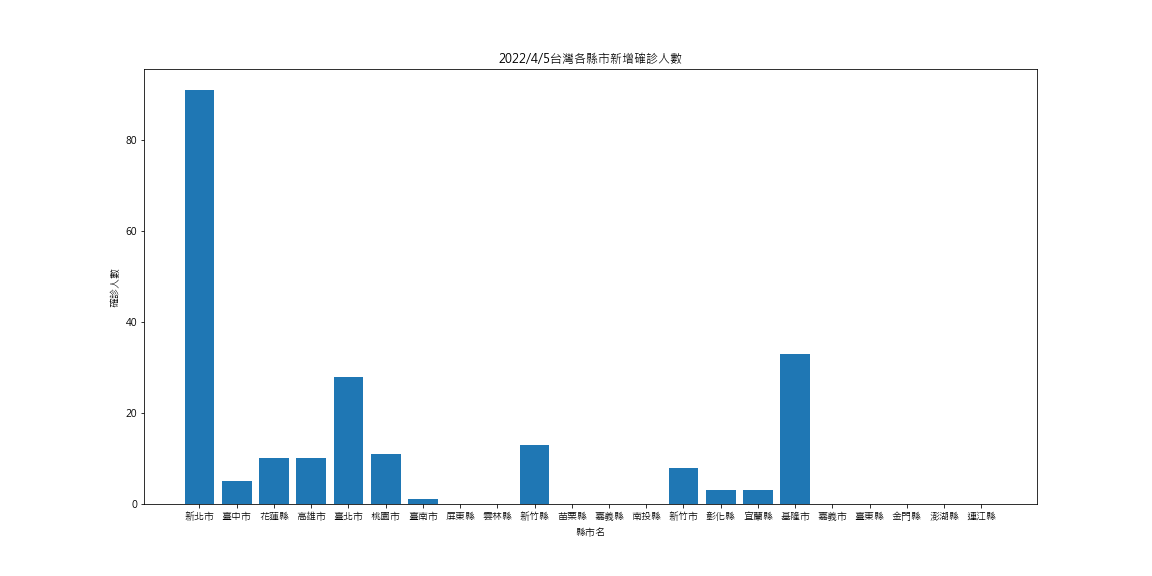 2022/4/5台灣各縣市新增確診人數
確診人數
80
60
40
20
0
新北市 臺中市 花蓮縣 高雄市 臺北市 桃園市 臺南市 屏東縣 雲林縣 新竹縣 苗栗縣 嘉義縣 南投縣 新竹市 彰化縣 宜蘭縣 基隆市 嘉義市 臺東縣 金門縣 澎湖縣 連江縣
縣市名